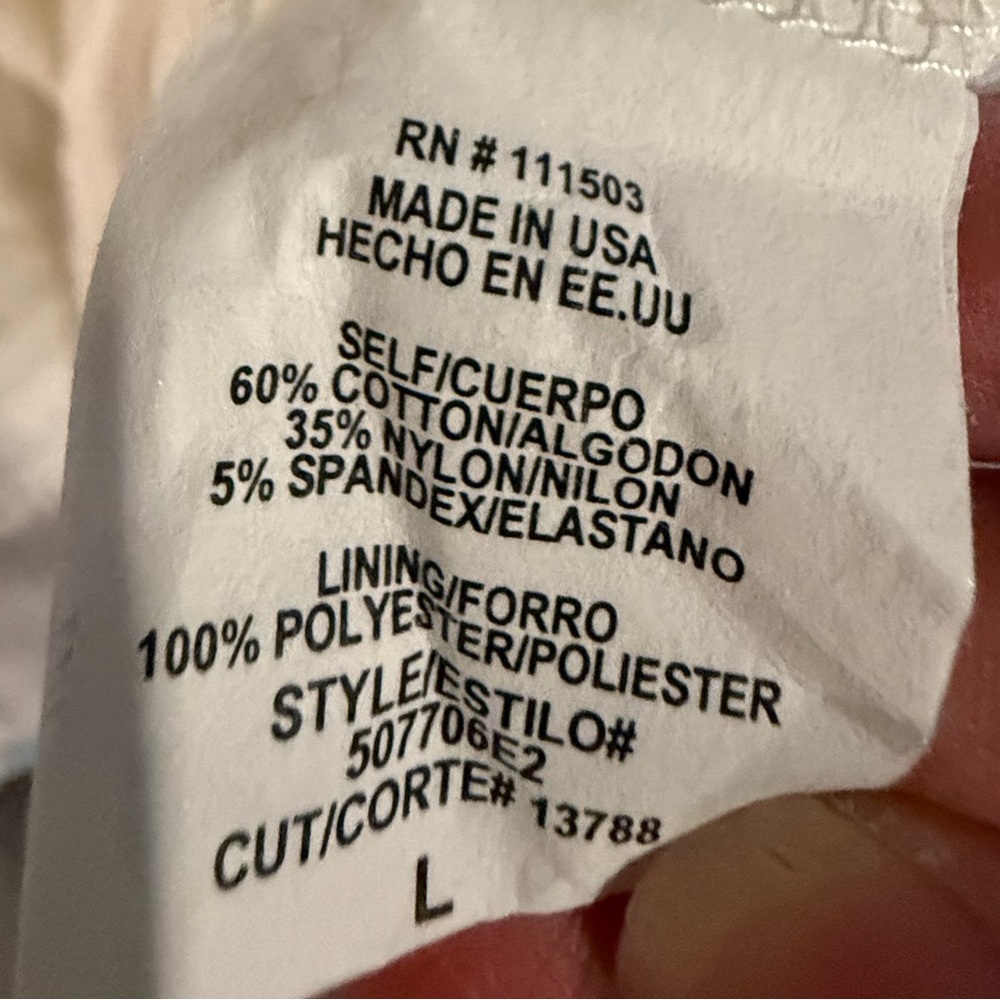 RN # 111503
MADE IN USA
HECHO EN EE.UU
SELF/CUERPO
60% COTTON/ALGODON
35% NYLON/NILON
5% SPANDEX/ELASTANO
LINING/FORRO
100% POLYESTER/POLIESTER
STYLE/ESTILO#
507706E2
CUT/CORTE# 13788
L